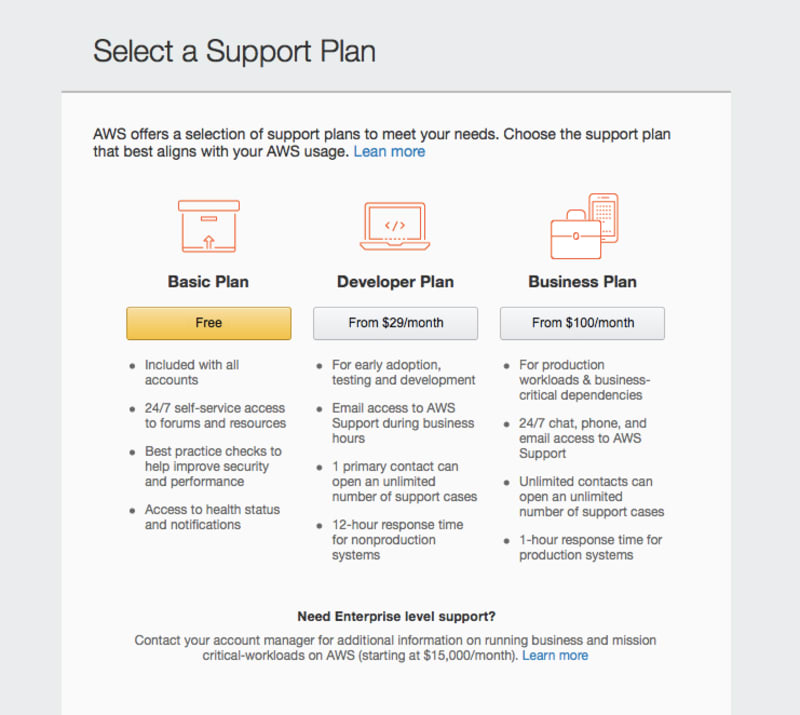 Select a Support Plan
AWS offers a selection of support plans to meet your needs. Choose the support plan
that best aligns with your AWS usage. Lean more
</>
Basic Plan
Free
Included with all
accounts
24/7 self-service access
to forums and resources
Best practice checks to
help improve security
and performance
Access to health status
and notifications
Developer Plan
From $29/month
For early adoption,
testing and development
Email access to AWS
Support during business
hours
1 primary contact can
open an unlimited
number of support cases
12-hour response time
for nonproduction
systems
Business Plan
From $100/month
For production
workloads & business-
critical dependencies
24/7 chat, phone, and
email access to AWS
Support
Unlimited contacts can
open an unlimited
number of support cases
1-hour response time for
production systems
Need Enterprise level support?
Contact your account manager for additional information on running business and mission
critical-workloads on AWS (starting at $15,000/month). Learn more